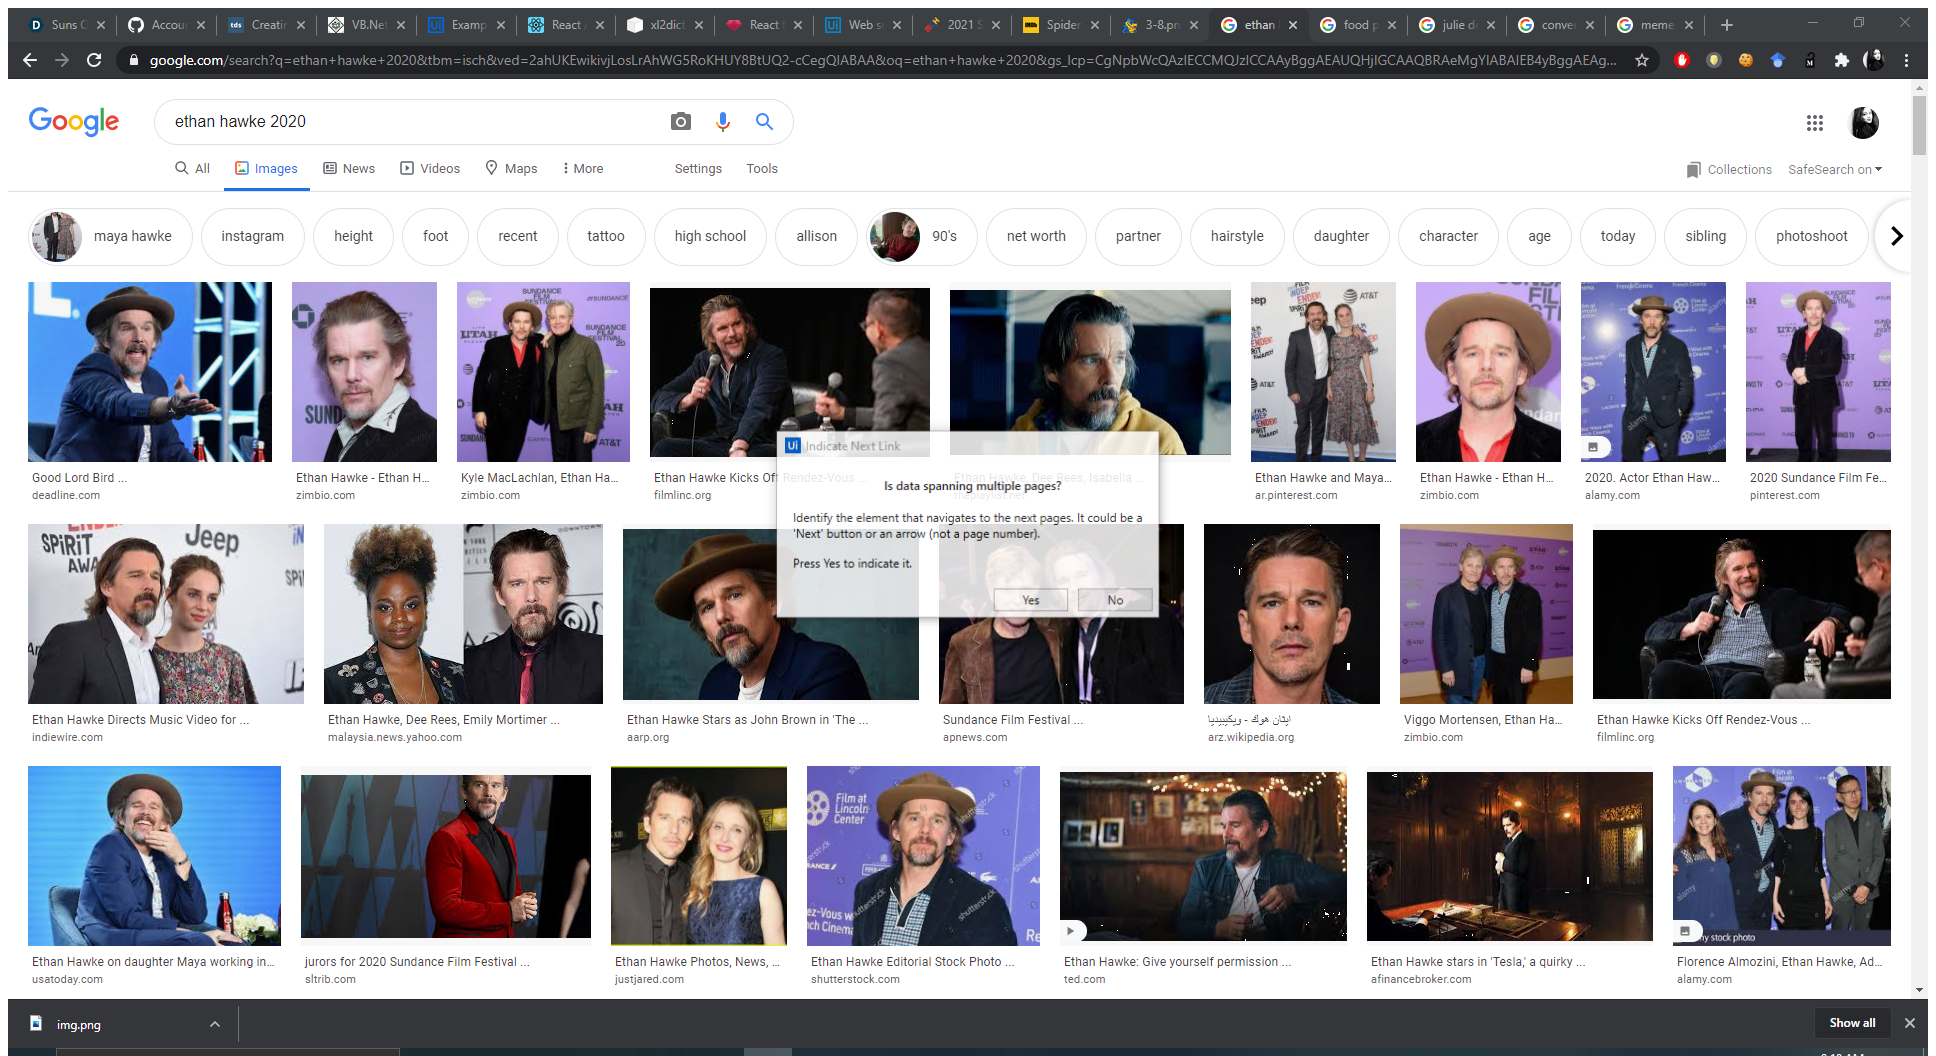 Suns C
Accour
tds
Creatin
VB.Net
Ui
Examp
React A
xl2dict
React I
Ui
Web s
2021 S
IMDb
Spider
3-8.pn
ethan
food p
julie d
conver
meme
google.com/search?q=ethan+hawke+2020&tbm=isch&ved=2ahUKEwikivjLosLrAhWG5RoKHUY8BtUQ2-cCegQIABAA&oq=ethan+hawke+2020&gs_lcp=CgNpbWcQAzIECCMQJzICCAAyBggAEAUQHjIGCAAQBRAeMgYIABAIEB4yBggAEAg...
Google
ethan hawke 2020
All
Images
News
Videos
Maps
More
Settings
Tools
Collections
SafeSearch on
maya hawke
instagram
height
foot
recent
tattoo
high school
allison
90's
net worth
partner
hairstyle
daughter
character
age
today
sibling
photoshoot
Good Lord Bird ...
deadline.com
Ethan Hawke - Ethan H...
zimbio.com
Kyle MacLachlan, Ethan Ha...
zimbio.com
Ethan Hawke Kicks Off Rendez-Vous ...
filmlinc.org
Ethan Hawke, Dee Rees, Isabella ...
theplaylist.net
Ethan Hawke and Maya...
ar.pinterest.com
Ethan Hawke - Ethan H...
zimbio.com
2020. Actor Ethan Haw...
alamy.com
2020 Sundance Film Fe...
pinterest.com
Ui Indicate Next Link
Is data spanning multiple pages?
Identify the element that navigates to the next pages. It could be a
'Next' button or an arrow (not a page number).
Press Yes to indicate it.
Yes
No
Ethan Hawke Directs Music Video for ...
indiewire.com
Ethan Hawke, Dee Rees, Emily Mortimer ...
malaysia.news.yahoo.com
Ethan Hawke Stars as John Brown in 'The ...
aarp.org
Sundance Film Festival ...
apnews.com
ايثان هوك - ويكيبيديا
arz.wikipedia.org
Viggo Mortensen, Ethan Ha...
zimbio.com
Ethan Hawke Kicks Off Rendez-Vous ...
filmlinc.org
Ethan Hawke on daughter Maya working in...
usatoday.com
jurors for 2020 Sundance Film Festival ...
sltrib.com
Ethan Hawke Photos, News, ...
justjared.com
Ethan Hawke Editorial Stock Photo ...
shutterstock.com
Ethan Hawke: Give yourself permission ...
ted.com
Ethan Hawke stars in 'Tesla,' a quirky ...
afinancebroker.com
Florence Almozini, Ethan Hawke, Ad...
alamy.com
img.png
Show all